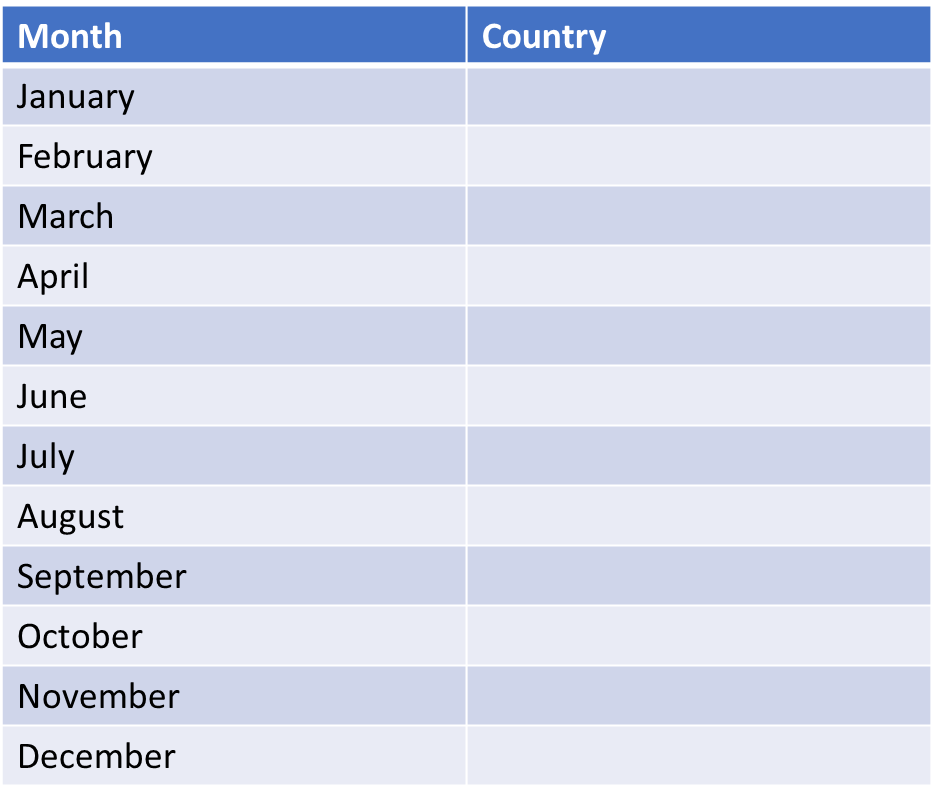 Month Country
January
February
March
April
May
June
July
August
September
October
November
December